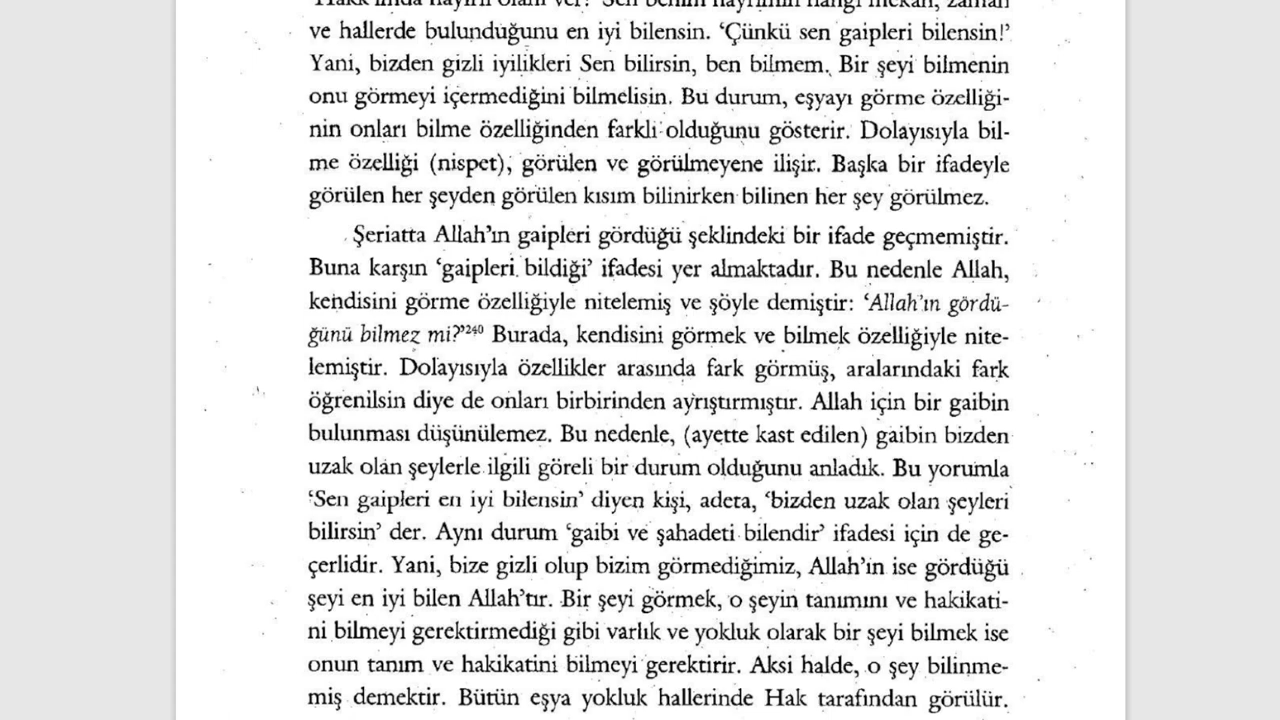 'Hakk'ımda hayırlı olanı ver!' Sen benim hayrımın hangi mekan, zaman
ve hallerde bulunduğunu en iyi bilensin. 'Çünkü sen gaipleri bilensin!'
Yani, bizden gizli iyilikleri Sen bilirsin, ben bilmem. Bir şeyi bilmenin
onu görmeyi içermediğini bilmelisin. Bu durum, eşyayı görme özelliği-
nin onları bilme özelliğinden farklı olduğunu gösterir. Dolayısıyla bil-
me özelliği (nispet), görülen ve görülmeyene ilişir. Başka bir ifadeyle
görülen her şeyden görülen kısım bilinirken bilinen her şey görülmez.
Şeriatta Allah'ın gaipleri gördüğü şeklindeki bir ifade geçmemiştir.
Buna karşın 'gaipleri bildiği' ifadesi yer almaktadır. Bu nedenle Allah,
kendisini görme özelliğiyle nitelemiş ve şöyle demiştir: 'Allah'ın gördü-
ğünü bilmez mi?'240 Burada, kendisini görmek ve bilmek özelliğiyle nite-
lemiştir. Dolayısıyla özellikler arasında fark görmüş, aralarındaki fark
öğrenilsin diye de onları birbirinden ayrıştırmıştır. Allah için bir gaibin
bulunması düşünülemez. Bu nedenle, (ayette kast edilen) gaibin bizden
uzak olan şeylerle ilgili göreli bir durum olduğunu anladık. Bu yorumla
'Sen gaipleri en iyi bilensin' diyen kişi, adeta, 'bizden uzak olan şeyleri
bilirsin' der. Aynı durum 'gaibi ve şahadeti bilendir' ifadesi için de ge-
çerlidir. Yani, bize gizli olup bizim görmediğimiz, Allah'ın ise gördüğü
şeyi en iyi bilen Allah'tır. Bir şeyi görmek, o şeyin tanımını ve hakikati-
ni bilmeyi gerektirmediği gibi varlık ve yokluk olarak bir şeyi bilmek ise
onun tanım ve hakikatini bilmeyi gerektirir. Aksi halde, o şey bilinme-
miş demektir. Bütün eşya yokluk hallerinde Hak tarafından görülür.